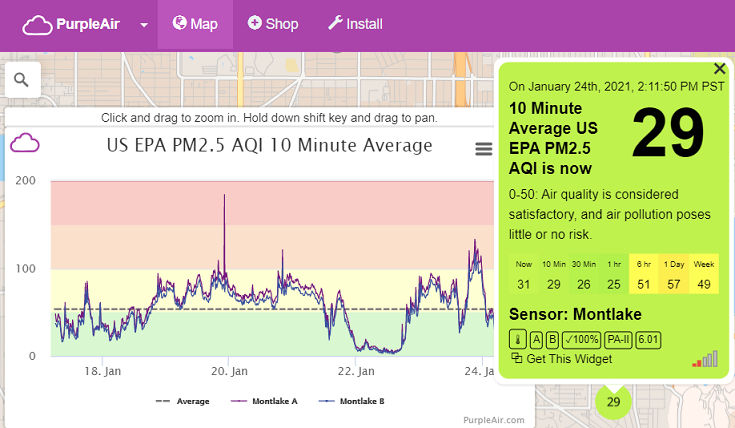 PurpleAir
Map
Shop
Install
Click and drag to zoom in. Hold down shift key and drag to pan.
US EPA PM2.5 AQI 10 Minute Average
200
100
0
18. Jan
20. Jan
22. Jan
24. Ja
Average
Montlake A
Montlake B
PurpleAir.com
On January 24th, 2021, 2:11:50 PM PST
10 Minute
Average US
EPA PM2.5
AQI is now
29
0-50: Air quality is considered
satisfactory, and air pollution poses
little or no risk.
Now 10 Min 30 Min 1 hr 6 hr 1 Day Week
31 29 26 25 51 57 49
Sensor: Montlake
A B ✓100% PA-II 6.01
Get This Widget
29